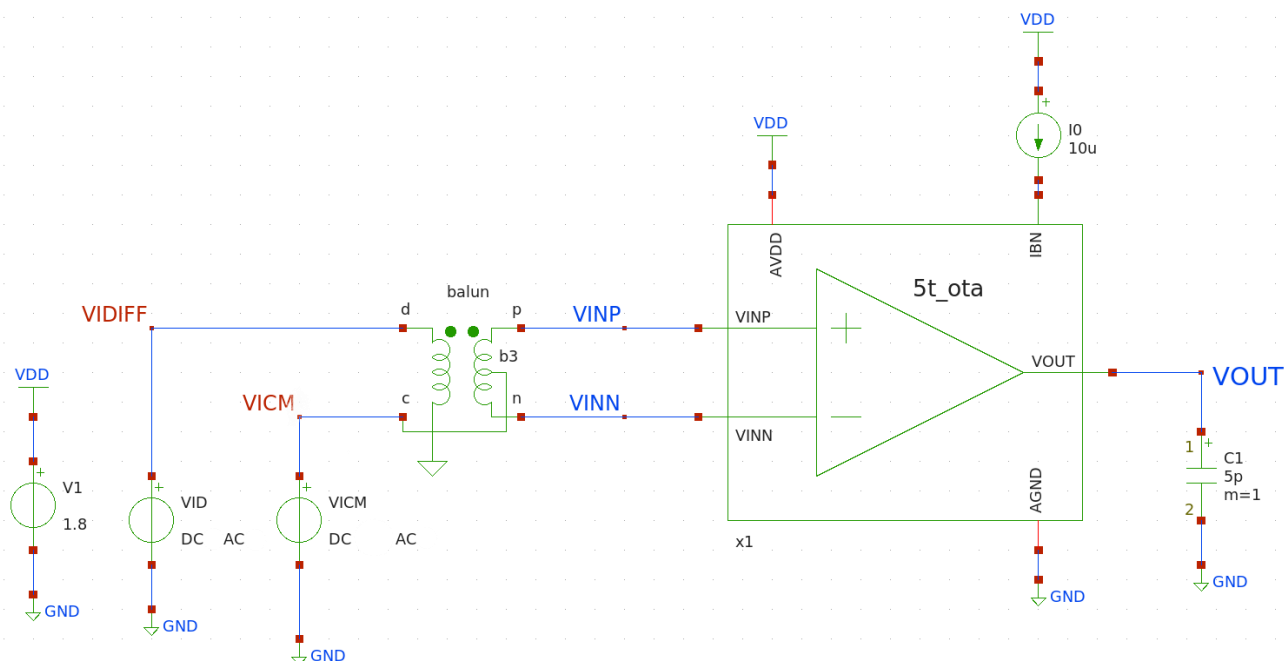 VDD
I0
10u
VDD
AVDD
IBN
5t_ota
balun
VIDIFF
d
p
VINP
VINP
b3
VOUT
VOUT
VDD
VICM
c
n
VINN
VINN
1
C1
5p
m=1
2
V1
1.8
VID
DC AC
VICM
DC AC
AGND
x1
GND
GND
GND
GND
GND